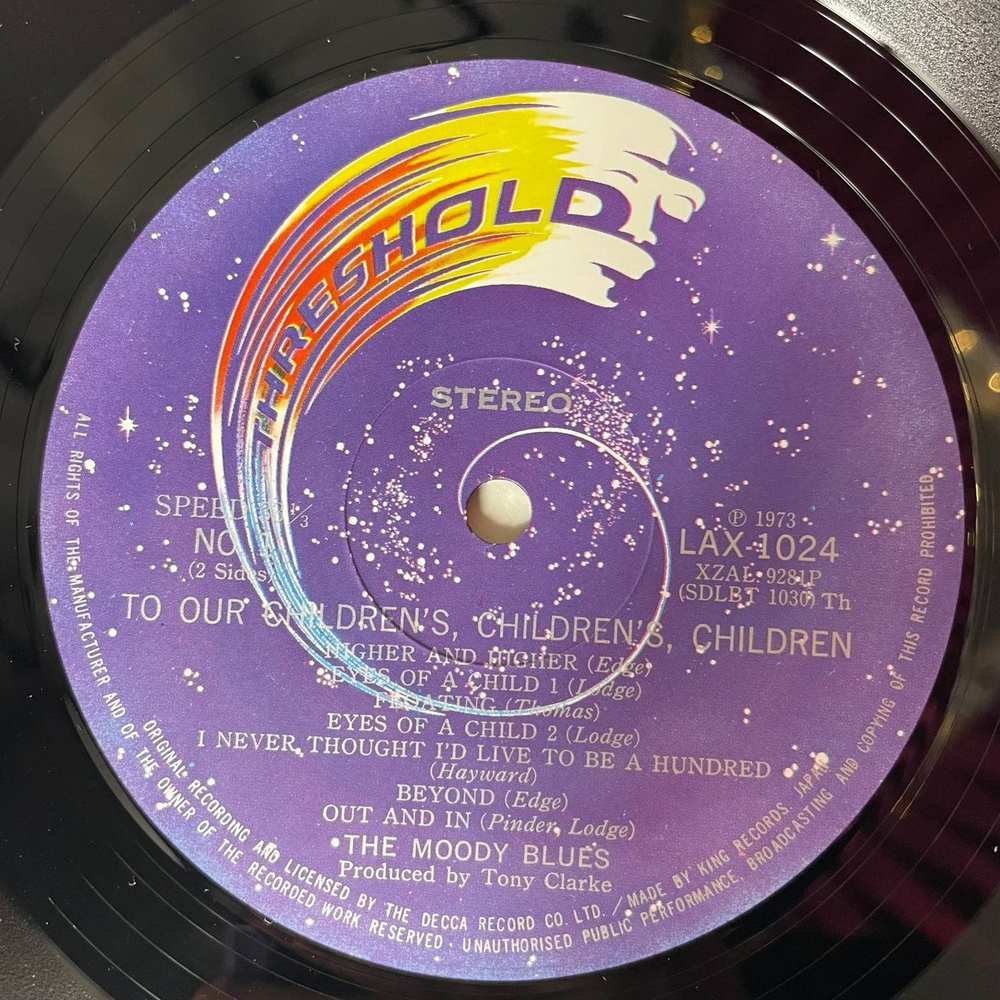 THRESHOLD
STEREO
SPEED 33 1/3
NO. 1
(2 Sides)
Ⓟ 1973
LAX 1024
XZAL-9281P
(SDLBT 1030) Th
TO OUR CHILDREN'S, CHILDREN'S, CHILDREN
HIGHER AND HIGHER (Edge)
EYES OF A CHILD 1 (Lodge)
FLOATING (Thomas)
EYES OF A CHILD 2 (Lodge)
I NEVER THOUGHT I'D LIVE TO BE A HUNDRED
(Hayward)
BEYOND (Edge)
OUT AND IN (Pinder, Lodge)
THE MOODY BLUES
Produced by Tony Clarke
ORIGINAL RECORDING AND LICENSED BY THE DECCA RECORD CO. LTD. / MADE BY KING RECORDS. JAPAN
ALL RIGHTS OF THE MANUFACTURER AND OF THE OWNER OF THE RECORDED WORK RESERVED · UNAUTHORISED PUBLIC PERFORMANCE, BROADCASTING AND COPYING OF THIS RECORD PROHIBITED